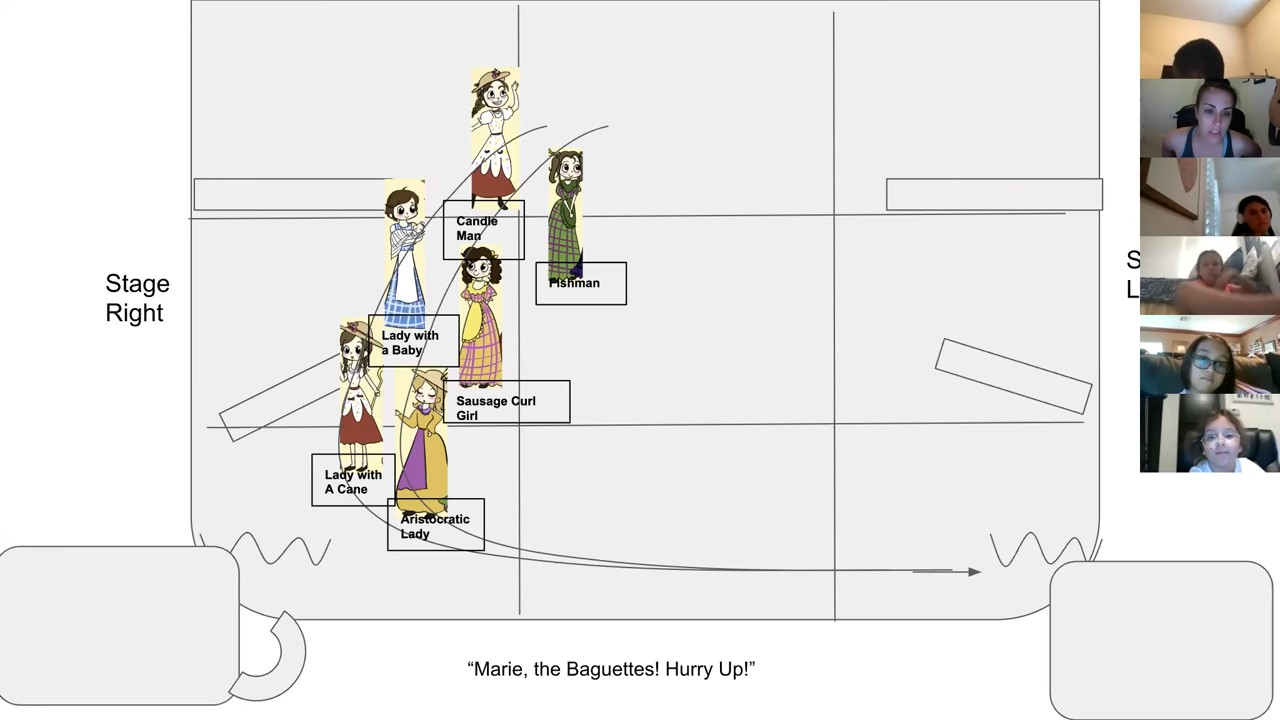 Candle
Man
Fishman
Stage
Right
S
L
Lady with
a Baby
Sausage Curl
Girl
Lady with
A Cane
Aristocratic
Lady
“Marie, the Baguettes! Hurry Up!”